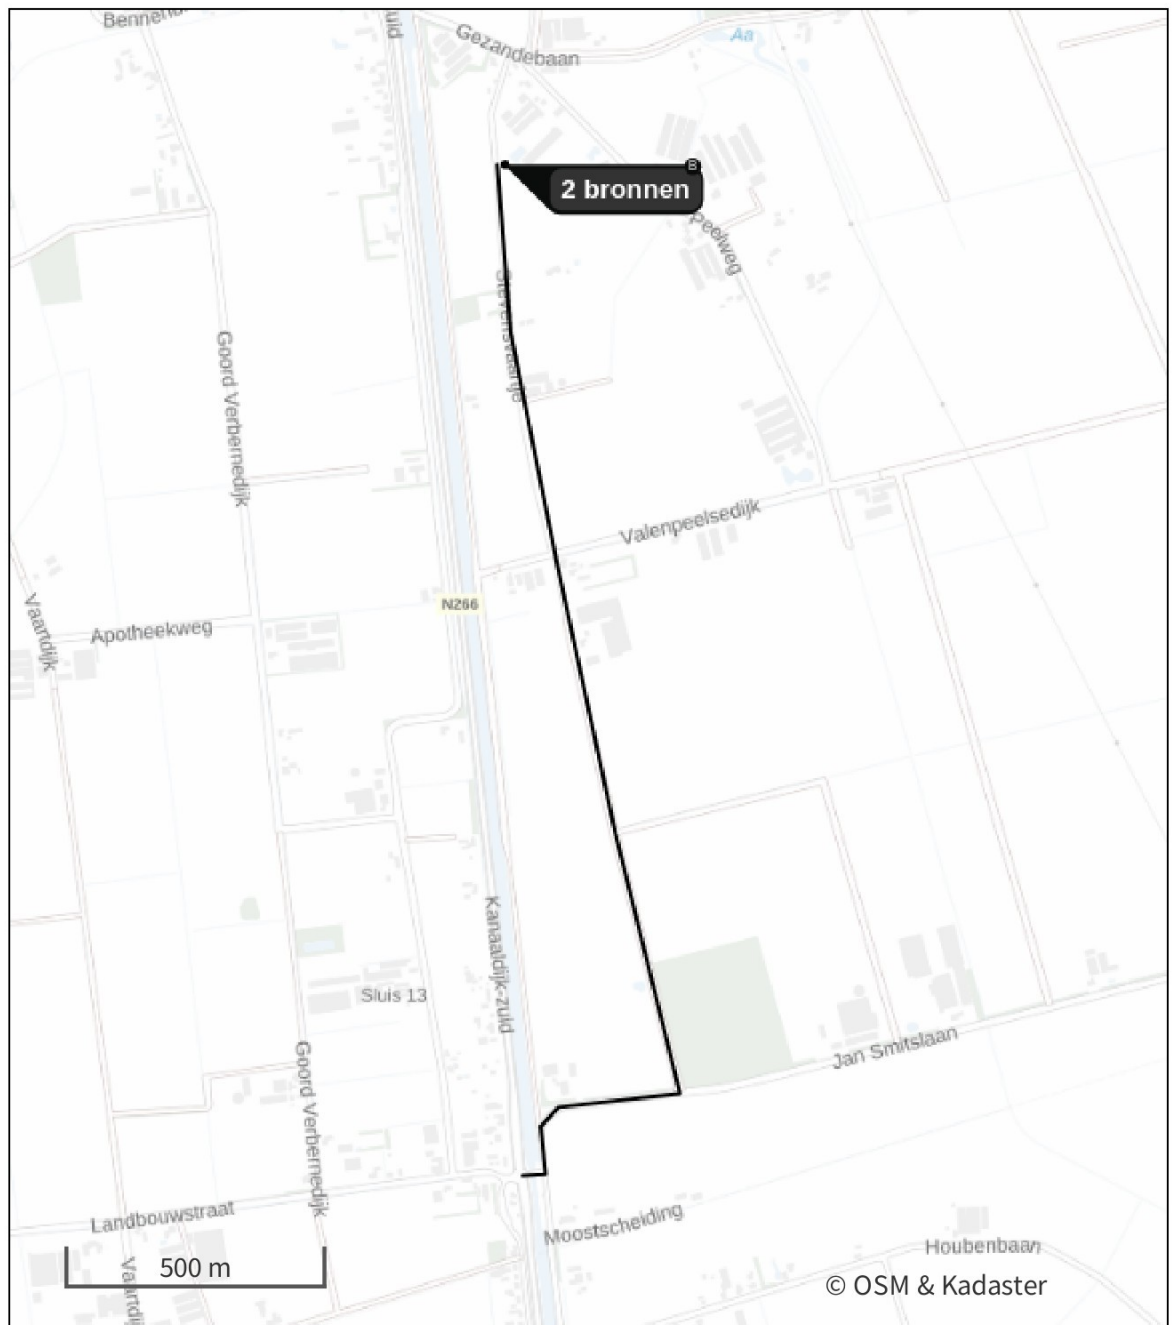 Gezandebaan
Aa
B
2 bronnen
Peelweg
Stevensvaartje
Goord Verbernedijk
Valenpeelsedijk
N266
Vaartdijk
Apotheekweg
Kanaaldijk-zuid
Sluis 13
Jan Smitslaan
Goord Verbernedijk
Landbouwstraat
Moostscheiding
Houbenbaan
500 m
© OSM & Kadaster